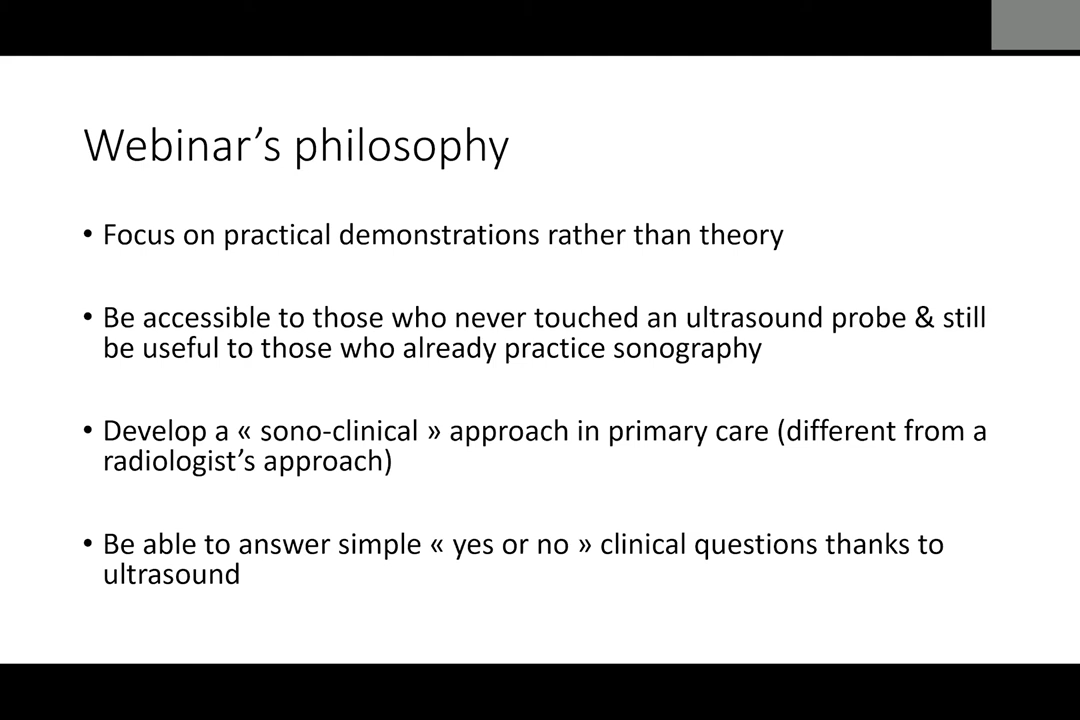 Webinar’s philosophy
• Focus on practical demonstrations rather than theory
• Be accessible to those who never touched an ultrasound probe & still
be useful to those who already practice sonography
• Develop a « sono-clinical » approach in primary care (different from a
radiologist’s approach)
• Be able to answer simple « yes or no » clinical questions thanks to
ultrasound